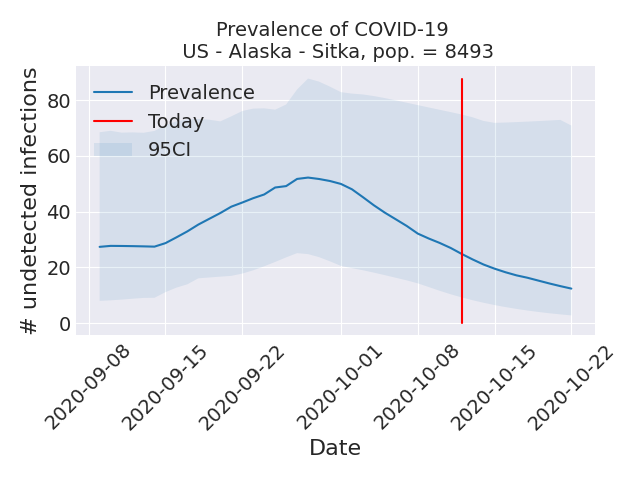 Prevalence of COVID-19
US - Alaska - Sitka, pop. = 8493
# undetected infections
80
60
40
20
0
Prevalence
Today
95CI
2020-09-08
2020-09-15
2020-09-22
2020-10-01
2020-10-08
2020-10-15
2020-10-22
Date